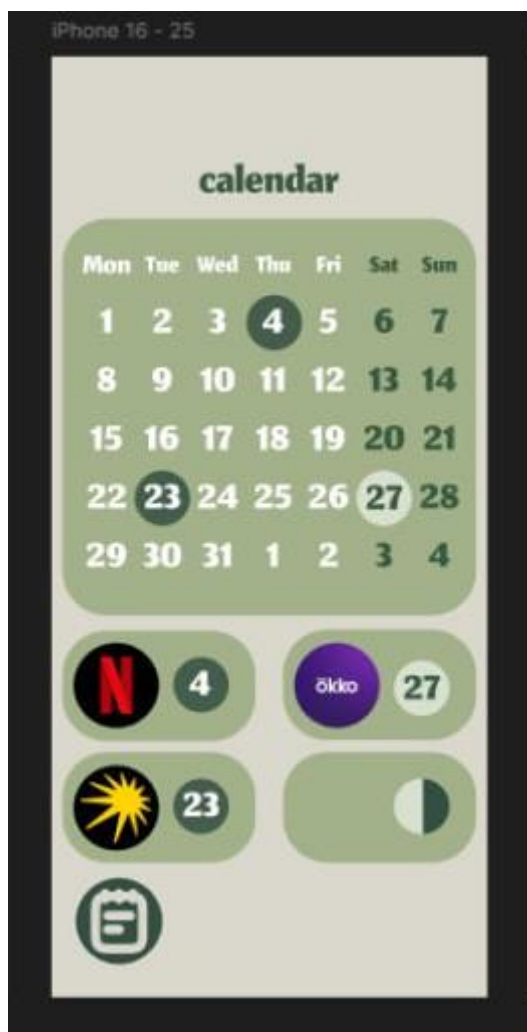 iPhone 16 - 25
calendar
Mon Tue Wed Thu Fri Sat Sun
1 2 3 4 5 6 7
8 9 10 11 12 13 14
15 16 17 18 19 20 21
22 23 24 25 26 27 28
29 30 31 1 2 3 4
N 4 ōkko 27
23